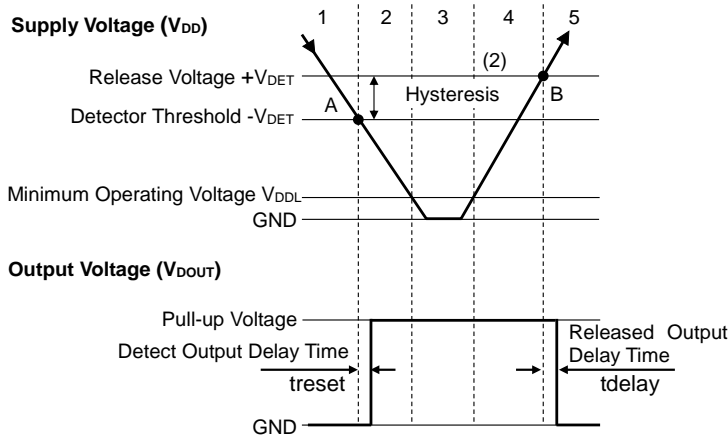 1 2 3 4 5
Supply Voltage (VDD)
(2)
Release Voltage +VDET
Hysteresis
A
B
Detector Threshold -VDET
Minimum Operating Voltage VDDL
GND
Output Voltage (VDOUT)
Pull-up Voltage
Detect Output Delay Time
treset
Released Output
Delay Time
tdelay
GND